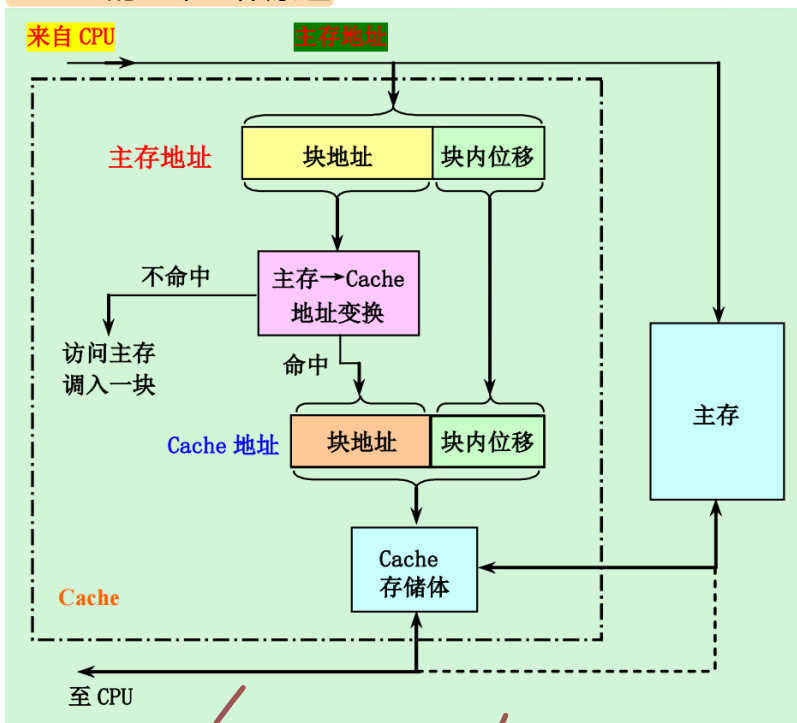 来自 CPU
主存地址
主存地址
块地址
块内位移
不命中
主存→Cache
地址变换
访问主存
调入一块
命中
主存
Cache 地址
块地址
块内位移
Cache
存储体
Cache
至 CPU